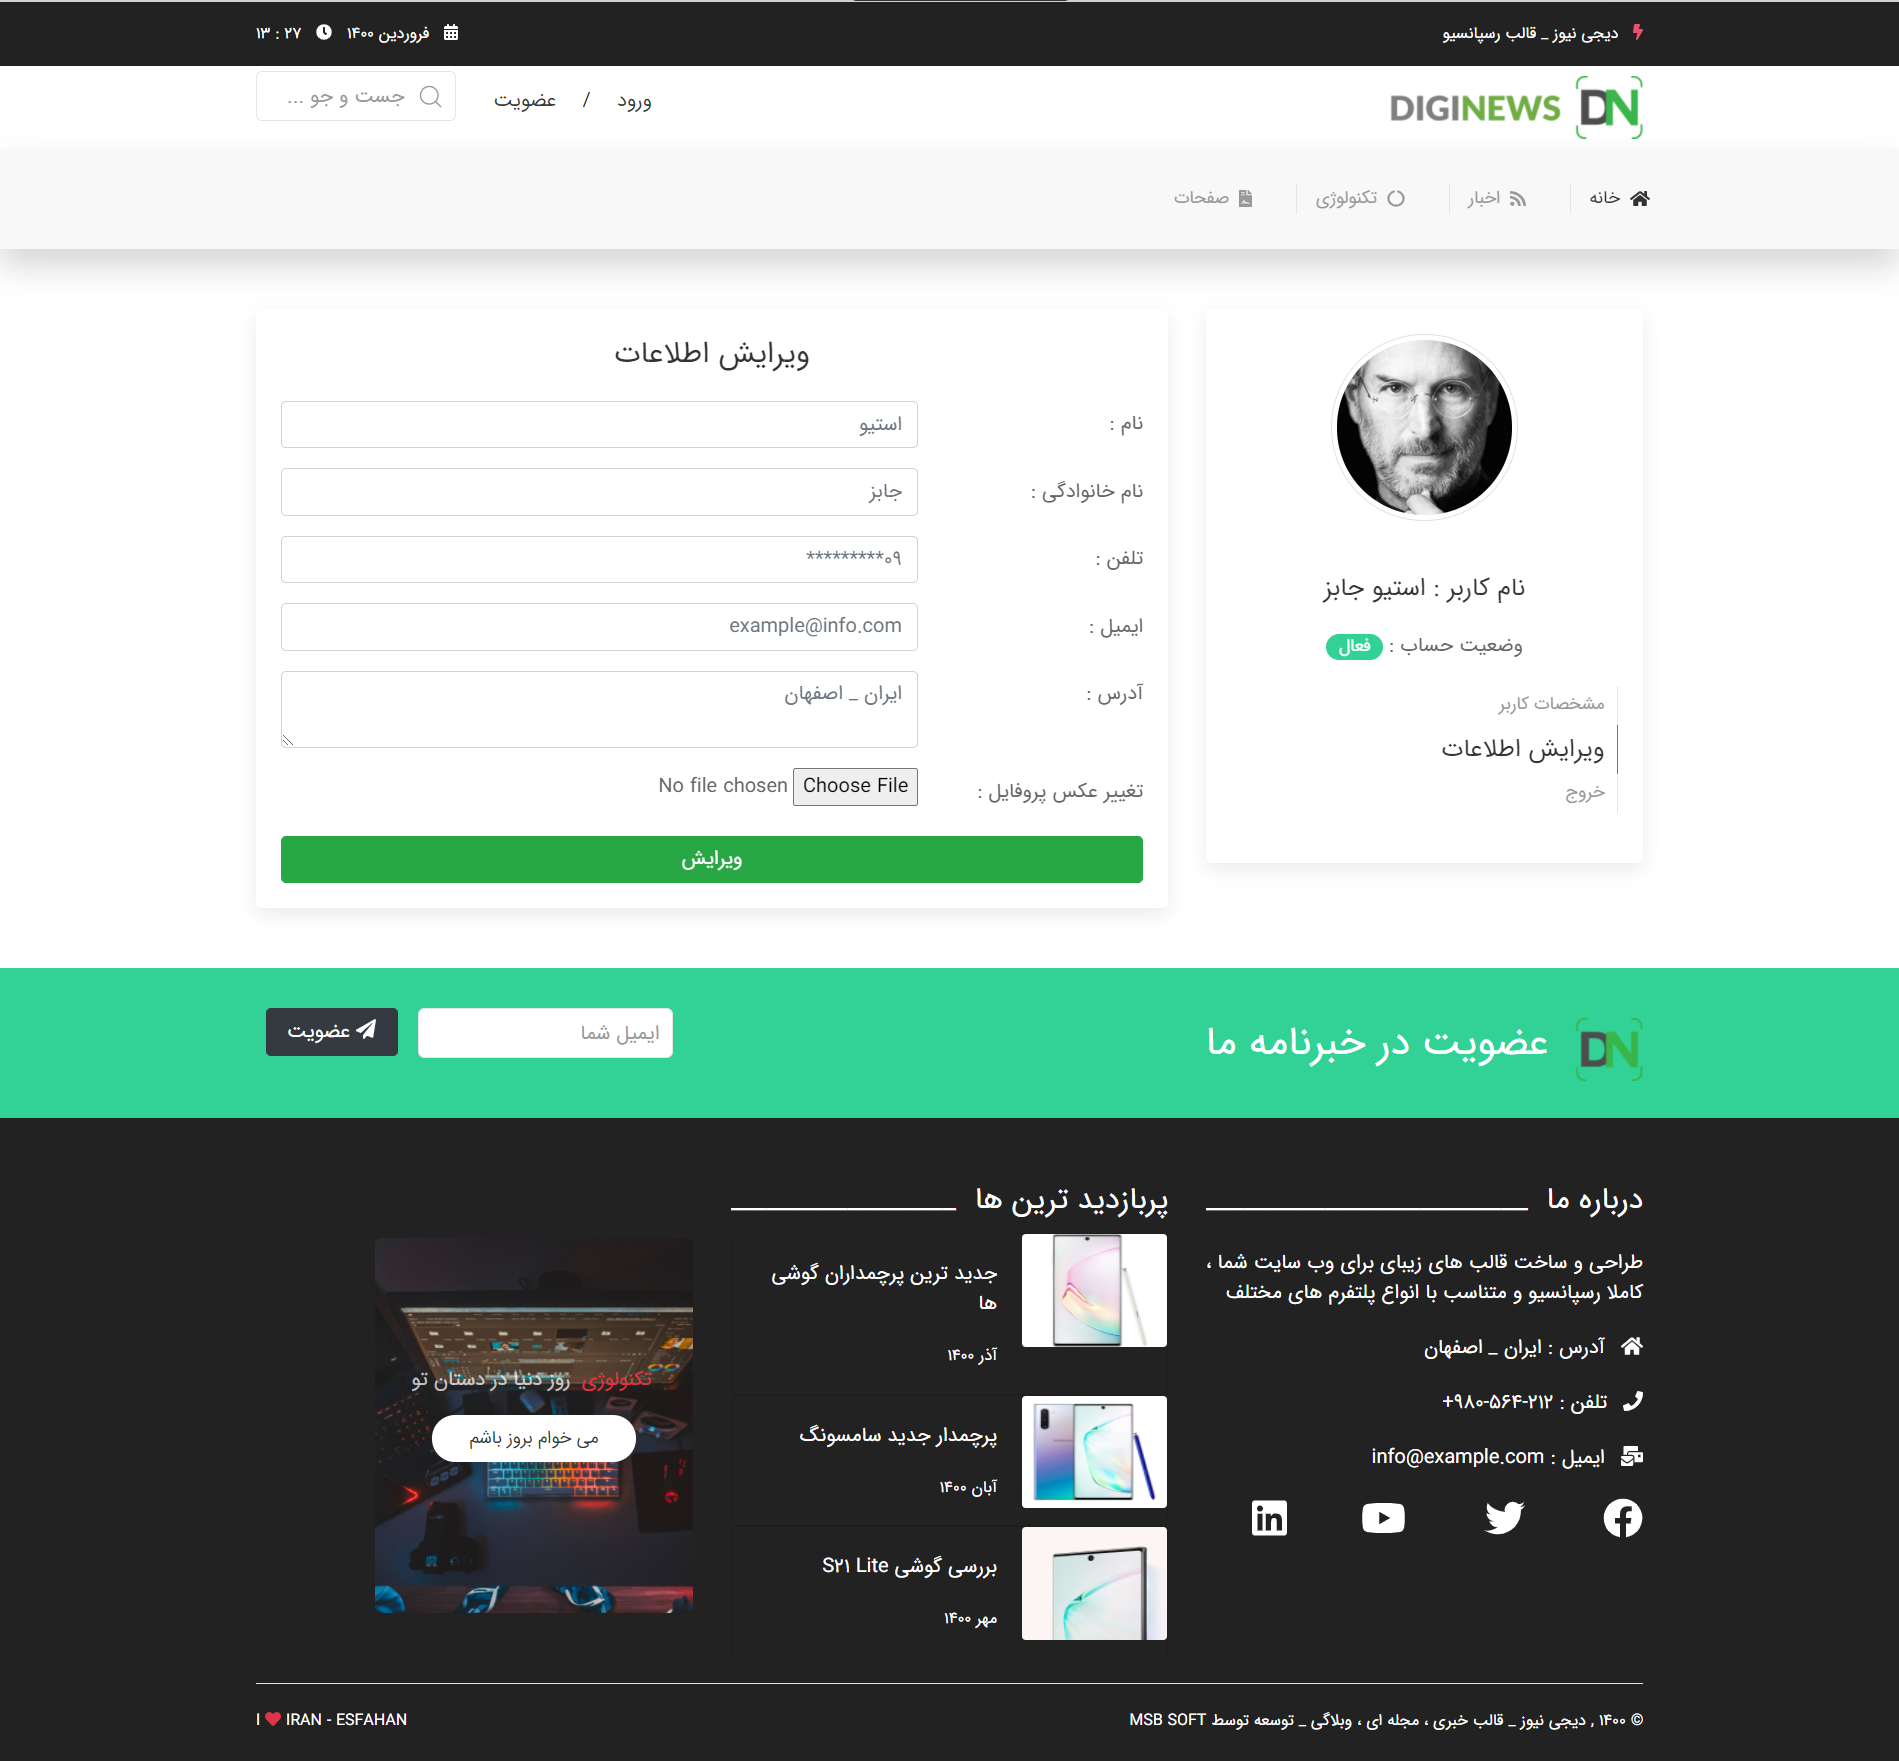 دیجی نیوز _ قالب رسپانسیو
فروردین ۱۴۰۰
۱۳ : ۲۷
DIGINEWS DN
ورود / عضویت
جست و جو ...
خانه
اخبار
تکنولوژی
صفحات
نام کاربر : استیو جابز
وضعیت حساب : فعال
مشخصات کاربر
ویرایش اطلاعات
خروج
ویرایش اطلاعات
نام : استیو
نام خانوادگی : جابز
تلفن : ۰۹*********
ایمیل : example@info.com
آدرس : ایران _ اصفهان
تغییر عکس پروفایل : Choose File No file chosen
ویرایش
DN عضویت در خبرنامه ما
ایمیل شما
عضویت
درباره ما
طراحی و ساخت قالب های زیبای برای وب سایت شما ،
کاملا رسپانسیو و متناسب با انواع پلتفرم های مختلف
آدرس : ایران _ اصفهان
تلفن : ۲۱۲-۵۶۴-۹۸۰+
ایمیل : info@example.com
پربازدید ترین ها
جدید ترین پرچمداران گوشی
ها
آذر ۱۴۰۰
پرچمدار جدید سامسونگ
آبان ۱۴۰۰
بررسی گوشی S۲۱ Lite
مهر ۱۴۰۰
تکنولوژی روز دنیا در دستان تو
می خوام بروز باشم
© ۱۴۰۰ , دیجی نیوز _ قالب خبری ، مجله ای ، وبلاگی _ توسعه توسط MSB SOFT
I ❤ IRAN - ESFAHAN